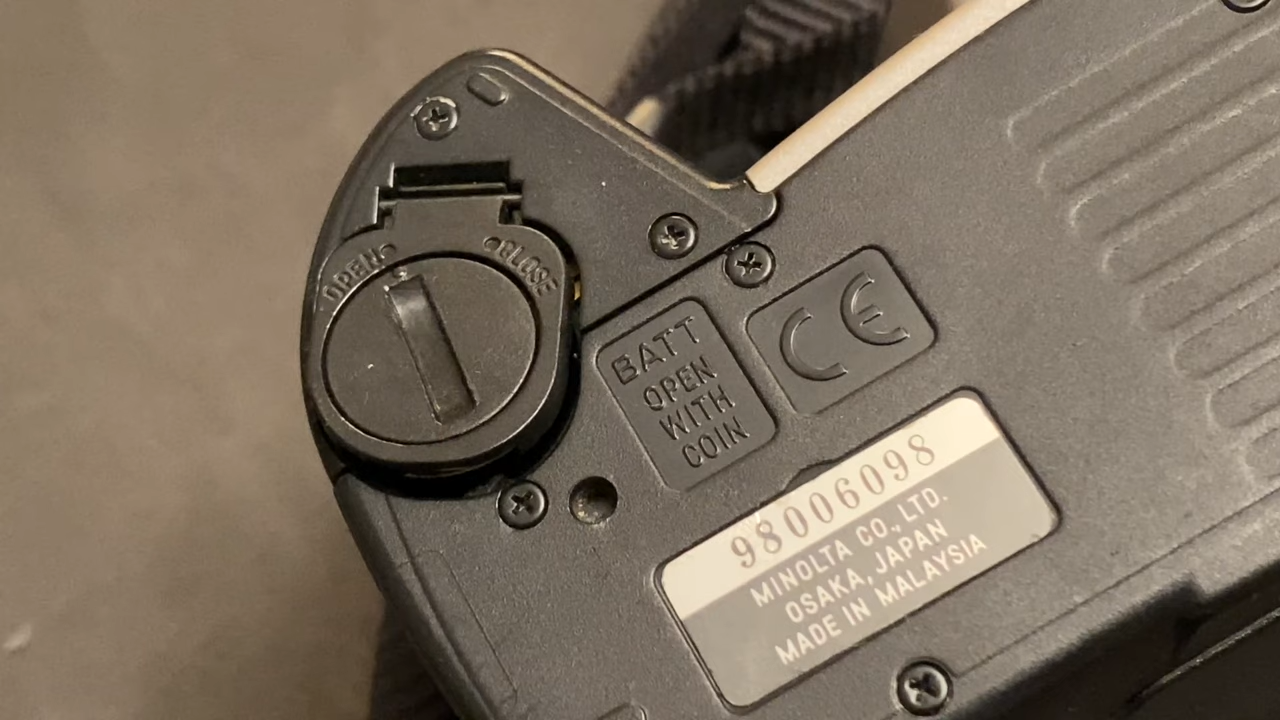 OPEN
CLOSE
BATT
OPEN
WITH
COIN
CE
98006098
MINOLTA CO., LTD.
OSAKA, JAPAN
MADE IN MALAYSIA